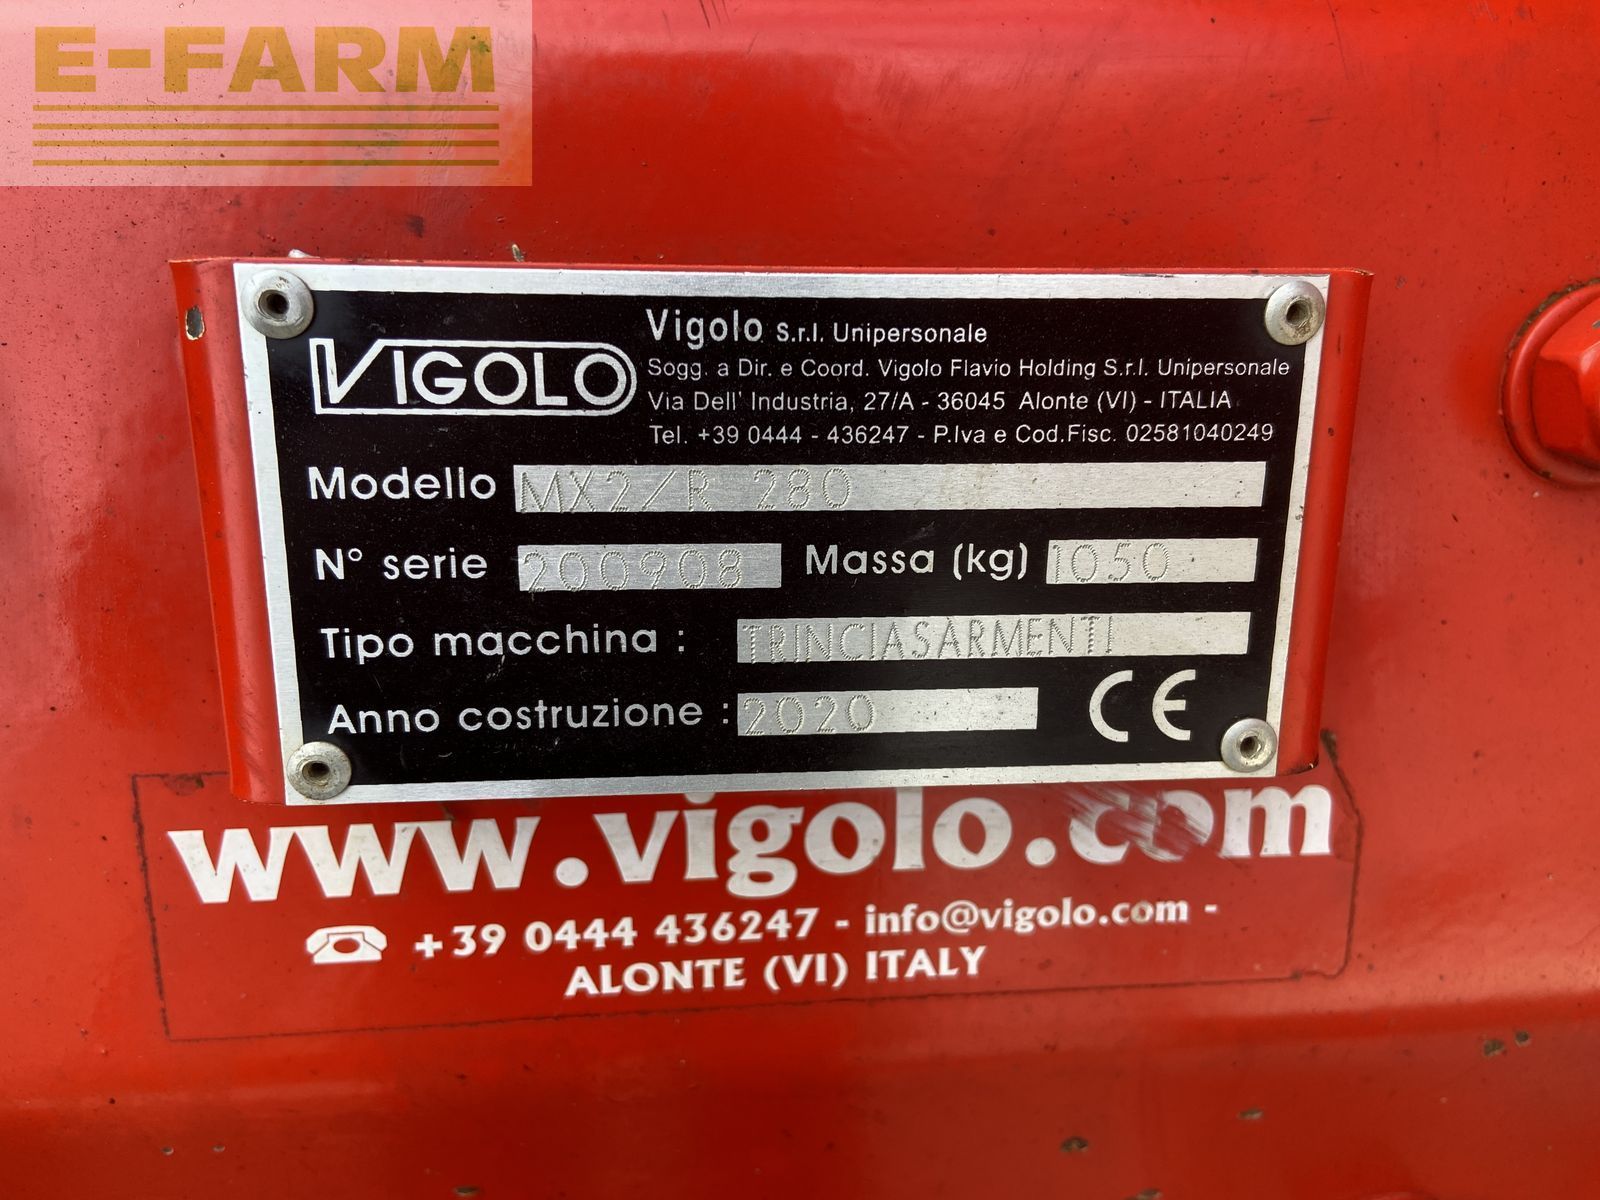 E-FARM
VIGOLO
Vigolo s.r.l. Unipersonale
Sogg. a Dir. e Coord. Vigolo Flavio Holding S.r.l. Unipersonale
Via Dell' Industria, 27/A - 36045 Alonte (VI) - ITALIA
Tel. +39 0444 - 436247 - P.Iva e Cod.Fisc. 02581040249
Modello MX2/R 280
N° serie 200908 Massa (kg) 1050
Tipo macchina : TRINCIASARMENTI
Anno costruzione : 2020 CE
www.vigolo.com
+39 0444 436247 - info@vigolo.com -
ALONTE (VI) ITALY